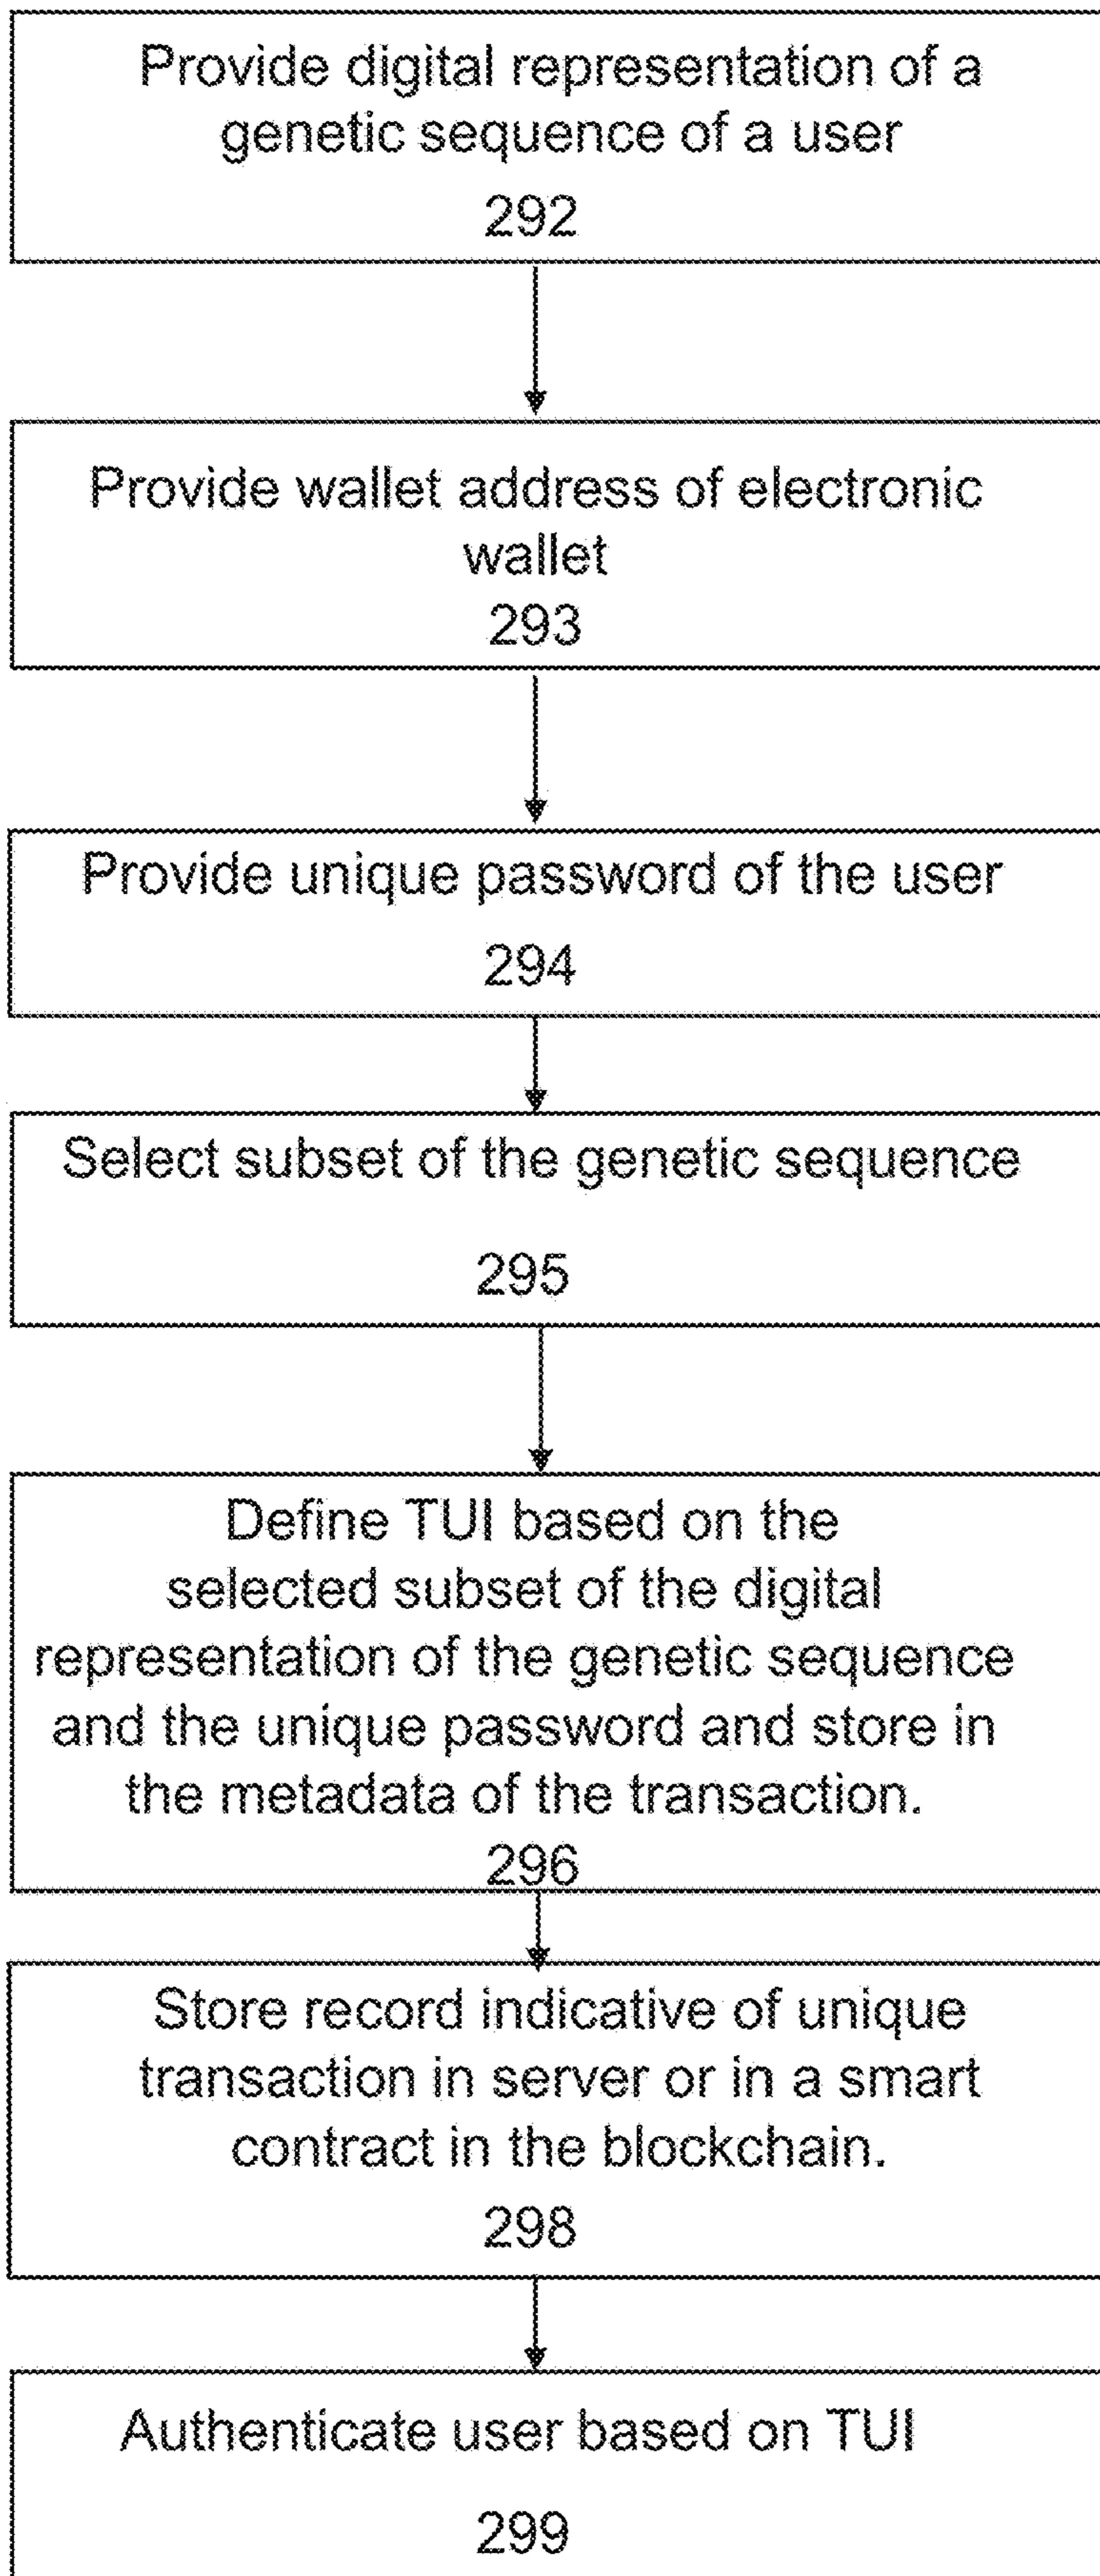 Provide digital representation of a
genetic sequence of a user
292
Provide wallet address of electronic
wallet
293
Provide unique password of the user
294
Select subset of the genetic sequence
295
Define TUI based on the
selected subset of the digital
representation of the genetic sequence
and the unique password and store in
the metadata of the transaction.
296
Store record indicative of unique
transaction in server or in a smart
contract in the blockchain.
298
Authenticate user based on TUI
299